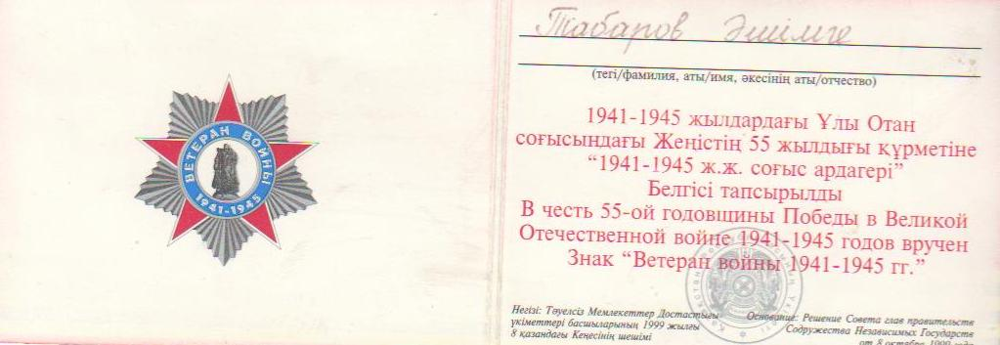 ВЕТЕРАН ВОЙНЫ
1941-1945
Табаров Әшімге
(тегі/фамилия, аты/имя, әкесінің аты/отчество)
1941-1945 жылдардағы Ұлы Отан
соғысындағы Жеңістің 55 жылдығы құрметіне
“1941-1945 ж.ж. соғыс ардагері”
Белгісі тапсырылды
В честь 55-ой годовщины Победы в Великой
Отечественной войне 1941-1945 годов вручен
Знак “Ветеран войны 1941-1945 гг.”
Негізі: Тәуелсіз Мемлекеттер Достастығы
үкіметтері басшыларының 1999 жылғы
8 қазандағы Кеңесінің шешімі
Основание: Решение Совета глав правительств
Содружества Независимых Государств
от 8 октября 1999 года